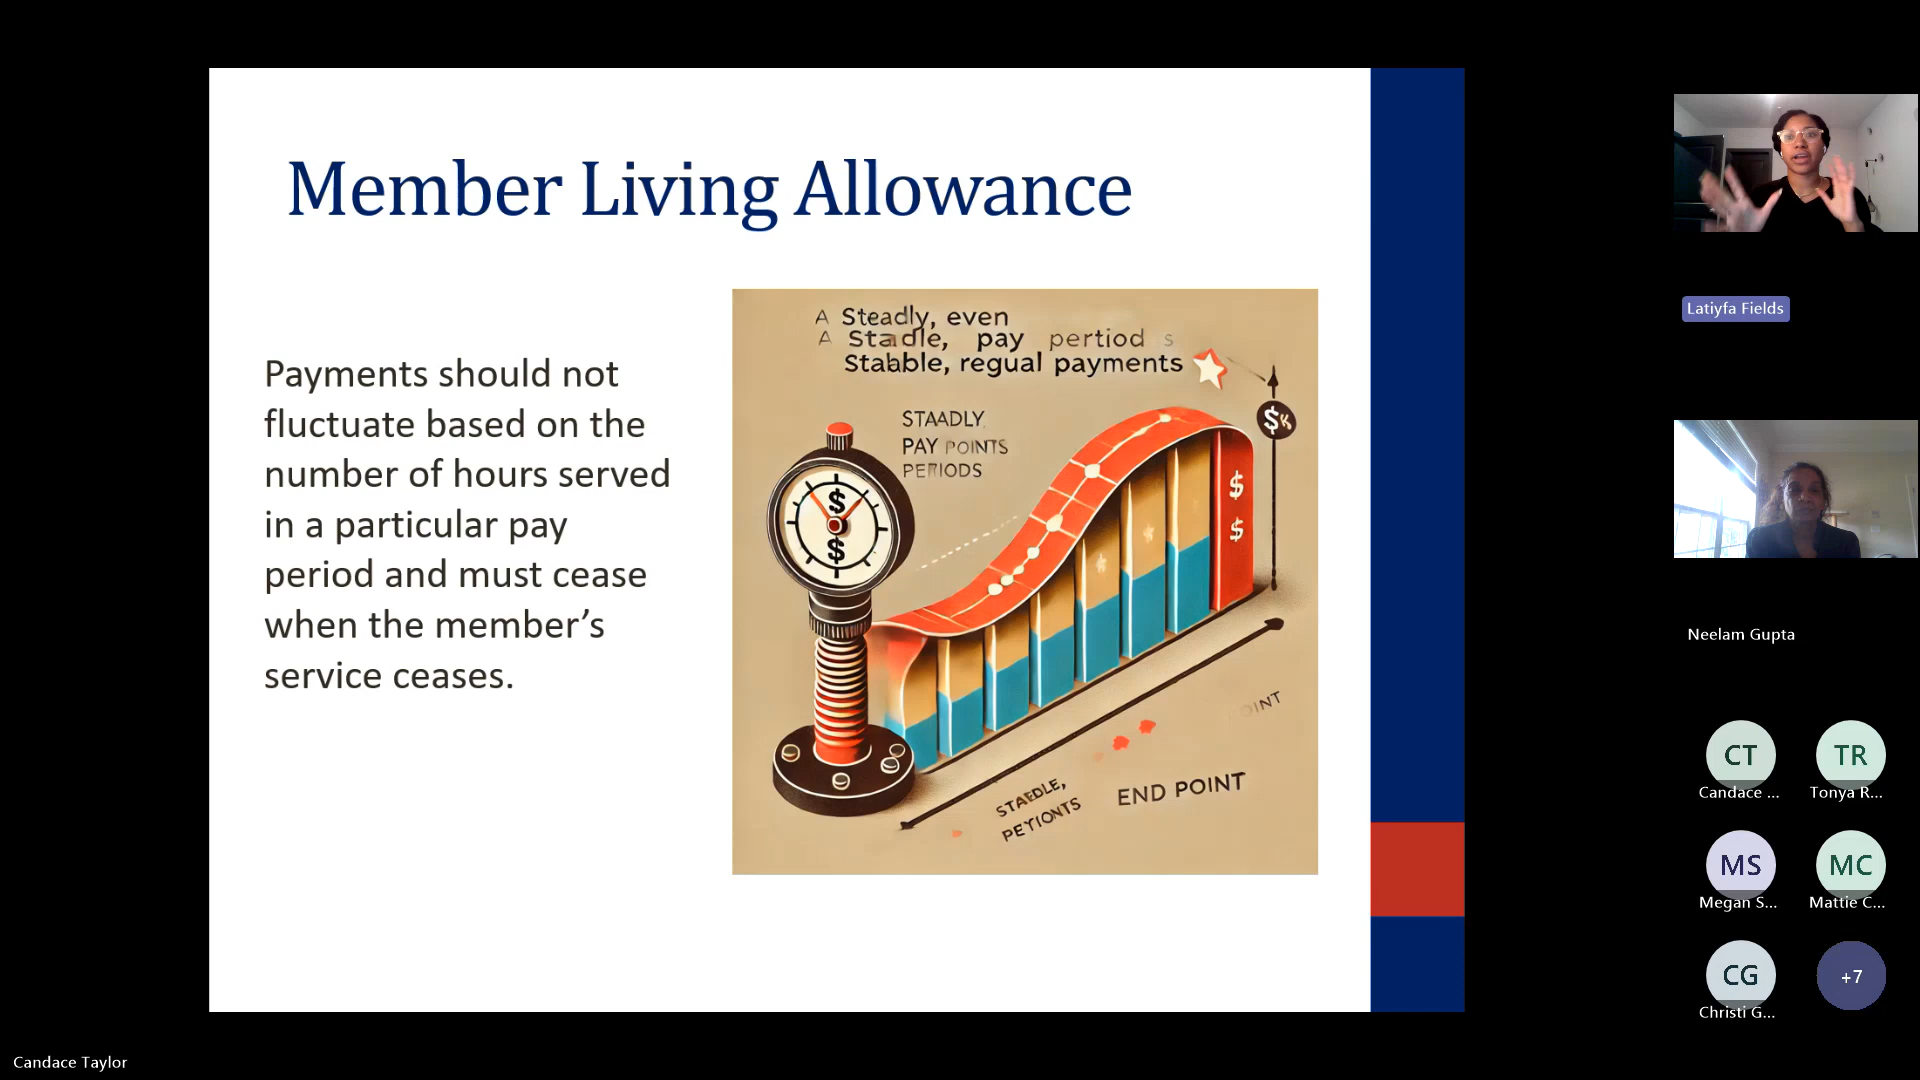 Member Living Allowance
Payments should not
fluctuate based on the
number of hours served
in a particular pay
period and must cease
when the member’s
service ceases.
A Steadly, even
A Stadle, pay pertiod s
Stabble, regual payments
STAADLY
PAY POINTS
PERIODS
$
$
$
$
$
STAEDLE,
PEYIONTS
END POINT
OINT
Latiyfa Fields
Neelam Gupta
CT
Candace ...
TR
Tonya R...
MS
Megan S...
MC
Mattie C...
CG
Christi G...
+7
Candace Taylor